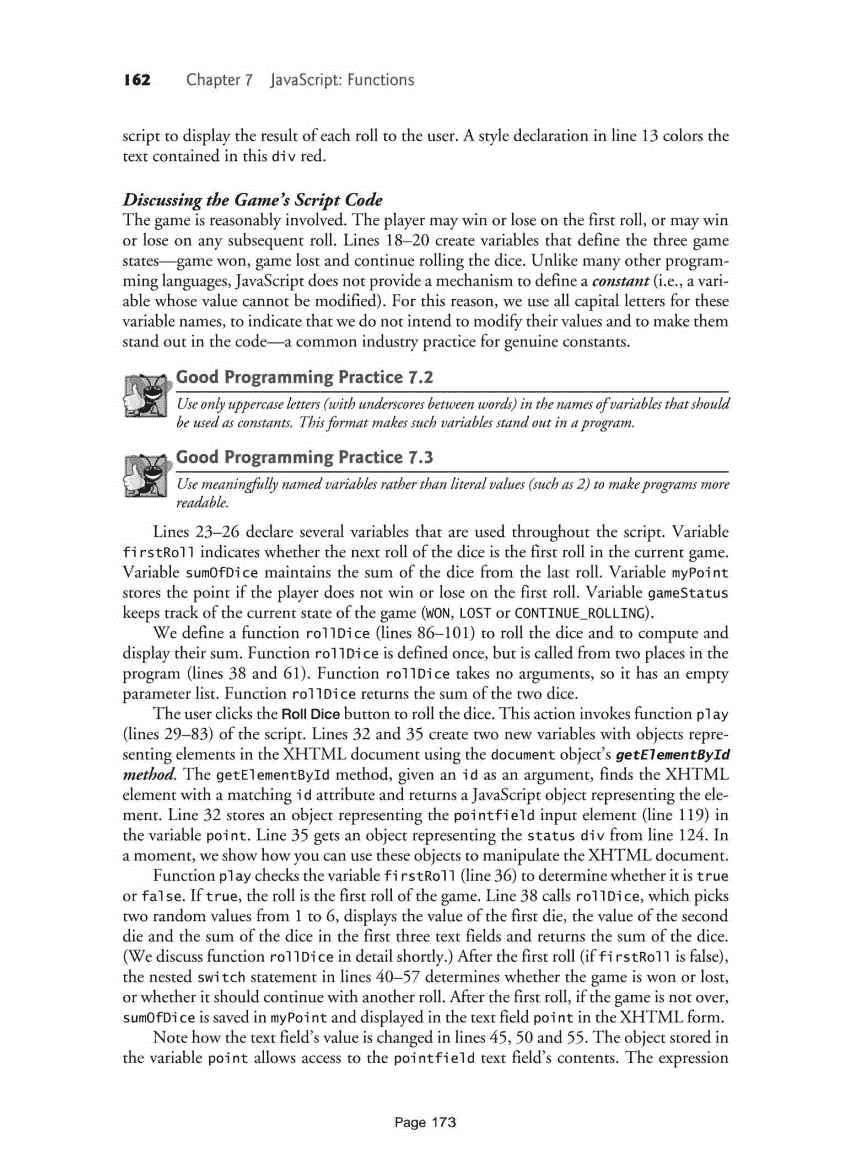 162 Chapter 7 JavaScript: Functions
script to display the result of each roll to the user. A style declaration in line 13 colors the
text contained in this div red.
Discussing the Game's Script Code
The game is reasonably involved. The player may win or lose on the first roll, or may win
or lose on any subsequent roll. Lines 18–20 create variables that define the three game
states—game won, game lost and continue rolling the dice. Unlike many other program-
ming languages, JavaScript does not provide a mechanism to define a constant (i.e., a vari-
able whose value cannot be modified). For this reason, we use all capital letters for these
variable names, to indicate that we do not intend to modify their values and to make them
stand out in the code—a common industry practice for genuine constants.
Good Programming Practice 7.2
Use only uppercase letters (with underscores between words) in the names of variables that should
be used as constants. This format makes such variables stand out in a program.
Good Programming Practice 7.3
Use meaningfully named variables rather than literal values (such as 2) to make programs more
readable.
Lines 23–26 declare several variables that are used throughout the script. Variable
firstRoll indicates whether the next roll of the dice is the first roll in the current game.
Variable sumOfDice maintains the sum of the dice from the last roll. Variable myPoint
stores the point if the player does not win or lose on the first roll. Variable gameStatus
keeps track of the current state of the game (WON, LOST or CONTINUE_ROLLING).
We define a function rollDice (lines 86–101) to roll the dice and to compute and
display their sum. Function rollDice is defined once, but is called from two places in the
program (lines 38 and 61). Function rollDice takes no arguments, so it has an empty
parameter list. Function rollDice returns the sum of the two dice.
The user clicks the Roll Dice button to roll the dice. This action invokes function play
(lines 29–83) of the script. Lines 32 and 35 create two new variables with objects repre-
senting elements in the XHTML document using the document object's getElementById
method. The getElementById method, given an id as an argument, finds the XHTML
element with a matching id attribute and returns a JavaScript object representing the ele-
ment. Line 32 stores an object representing the pointfield input element (line 119) in
the variable point. Line 35 gets an object representing the status div from line 124. In
a moment, we show how you can use these objects to manipulate the XHTML document.
Function play checks the variable firstRoll (line 36) to determine whether it is true
or false. If true, the roll is the first roll of the game. Line 38 calls rollDice, which picks
two random values from 1 to 6, displays the value of the first die, the value of the second
die and the sum of the dice in the first three text fields and returns the sum of the dice.
(We discuss function rollDice in detail shortly.) After the first roll (if firstRoll is false),
the nested switch statement in lines 40–57 determines whether the game is won or lost,
or whether it should continue with another roll. After the first roll, if the game is not over,
sumOfDice is saved in myPoint and displayed in the text field point in the XHTML form.
Note how the text field's value is changed in lines 45, 50 and 55. The object stored in
the variable point allows access to the pointfield text field's contents. The expression
Page 173